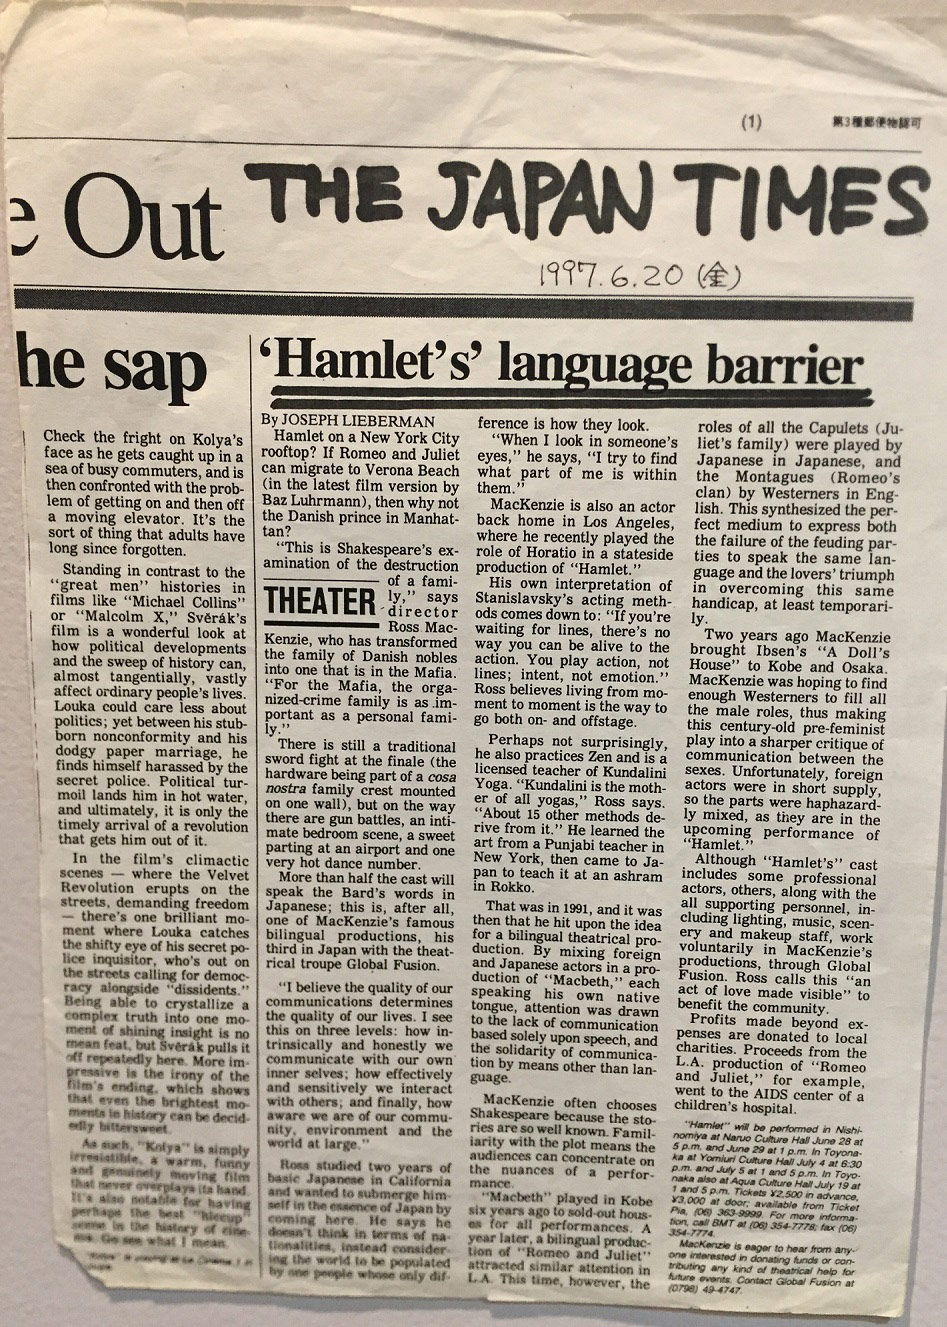 (1)
第3種郵便物認可
e Out
THE JAPAN TIMES
1997.6.20 (金)
he sap
Check the fright on Kolya's
face as he gets caught up in a
sea of busy commuters, and is
then confronted with the prob-
lem of getting on and then off
a moving elevator. It's the
sort of thing that adults have
long since forgotten.
Standing in contrast to the
"great men" histories in
films like "Michael Collins"
or "Malcolm X," Svěrák's
film is a wonderful look at
how political developments
and the sweep of history can,
almost tangentially, vastly
affect ordinary people's lives.
Louka could care less about
politics; yet between his stub-
born nonconformity and his
dodgy paper marriage, he
finds himself harassed by the
secret police. Political tur-
moil lands him in hot water,
and ultimately, it is only the
timely arrival of a revolution
that gets him out of it.
In the film's climactic
scenes — where the Velvet
Revolution erupts on the
streets, demanding freedom
— there's one brilliant mo-
ment where Louka catches
the shifty eye of his secret po-
lice inquisitor, who's out on
the streets calling for democ-
racy alongside "dissidents."
Being able to crystallize a
complex truth into one mo-
ment of shining insight is no
mean feat, but Svěrák pulls it
off repeatedly here. More im-
pressive is the irony of the
film's ending, which shows
that even the brightest mo-
ments in history can be decid-
edly bittersweet.
As such, "Kolya" is simply
irresistible, a warm, funny
and genuinely moving film
that never overplays its hand.
It's also notable for having
perhaps the best "hiccup"
scene in the history of cine-
ma. Go see what I mean.
"Kolya" is playing at Le Cinema 1 in
'Hamlet's' language barrier
By JOSEPH LIEBERMAN
Hamlet on a New York City
rooftop? If Romeo and Juliet
can migrate to Verona Beach
(in the latest film version by
Baz Luhrmann), then why not
the Danish prince in Manhat-
tan?
"This is Shakespeare's ex-
amination of the destruction
THEATER
of a fami-
ly," says
director
Ross Mac-
Kenzie, who has transformed
the family of Danish nobles
into one that is in the Mafia.
"For the Mafia, the orga-
nized-crime family is as im-
portant as a personal fami-
ly."
There is still a traditional
sword fight at the finale (the
hardware being part of a cosa
nostra family crest mounted
on one wall), but on the way
there are gun battles, an inti-
mate bedroom scene, a sweet
parting at an airport and one
very hot dance number.
More than half the cast will
speak the Bard's words in
Japanese; this is, after all,
one of MacKenzie's famous
bilingual productions, his
third in Japan with the theat-
rical troupe Global Fusion.
"I believe the quality of our
communications determines
the quality of our lives. I see
this on three levels: how in-
trinsically and honestly we
communicate with our own
inner selves; how effectively
and sensitively we interact
with others; and finally, how
aware we are of our commu-
nity, environment and the
world at large."
Ross studied two years of
basic Japanese in California
and wanted to submerge him-
self in the essence of Japan by
coming here. He says he
doesn't think in terms of na-
tionalities, instead consider-
ing the world to be populated
by one people whose only dif-
ference is how they look.
"When I look in someone's
eyes," he says, "I try to find
what part of me is within
them."
MacKenzie is also an actor
back home in Los Angeles,
where he recently played the
role of Horatio in a stateside
production of "Hamlet."
His own interpretation of
Stanislavsky's acting meth-
ods comes down to: "If you're
waiting for lines, there's no
way you can be alive to the
action. You play action, not
lines; intent, not emotion."
Ross believes living from mo-
ment to moment is the way to
go both on- and offstage.
Perhaps not surprisingly,
he also practices Zen and is a
licensed teacher of Kundalini
Yoga. "Kundalini is the moth-
er of all yogas," Ross says.
"About 15 other methods de-
rive from it." He learned the
art from a Punjabi teacher in
New York, then came to Ja-
pan to teach it at an ashram
in Rokko.
That was in 1991, and it was
then that he hit upon the idea
for a bilingual theatrical pro-
duction. By mixing foreign
and Japanese actors in a pro-
duction of "Macbeth," each
speaking his own native
tongue, attention was drawn
to the lack of communication
based solely upon speech, and
the solidarity of communica-
tion by means other than lan-
guage.
MacKenzie often chooses
Shakespeare because the sto-
ries are so well known. Famil-
iarity with the plot means the
audiences can concentrate on
the nuances of a perfor-
mance.
"Macbeth" played in Kobe
six years ago to sold-out hous-
es for all performances. A
year later, a bilingual produc-
tion of "Romeo and Juliet"
attracted similar attention in
L.A. This time, however, the
roles of all the Capulets (Ju-
liet's family) were played by
Japanese in Japanese, and
the Montagues (Romeo's
clan) by Westerners in Eng-
lish. This synthesized the per-
fect medium to express both
the failure of the feuding par-
ties to speak the same lan-
guage and the lovers' triumph
in overcoming this same
handicap, at least temporari-
ly.
Two years ago MacKenzie
brought Ibsen's "A Doll's
House" to Kobe and Osaka.
MacKenzie was hoping to find
enough Westerners to fill all
the male roles, thus making
this century-old pre-feminist
play into a sharper critique of
communication between the
sexes. Unfortunately, foreign
actors were in short supply,
so the parts were haphazard-
ly mixed, as they are in the
upcoming performance of
"Hamlet."
Although "Hamlet's" cast
includes some professional
actors, others, along with the
all supporting personnel, in-
cluding lighting, music, scen-
ery and makeup staff, work
voluntarily in MacKenzie's
productions, through Global
Fusion. Ross calls this "an
act of love made visible" to
benefit the community.
Profits made beyond ex-
penses are donated to local
charities. Proceeds from the
L.A. production of "Romeo
and Juliet," for example,
went to the AIDS center of a
children's hospital.
"Hamlet" will be performed in Nishi-
nomiya at Naruo Culture Hall June 28 at
5 p.m. and June 29 at 1 p.m. In Toyona-
ka at Yomiuri Culture Hall July 4 at 6:30
p.m. and July 5 at 1 and 5 p.m. In Toyo-
naka also at Aqua Culture Hall July 19 at
1 and 5 p.m. Tickets ¥2,500 in advance,
¥3,000 at door; available from Ticket
Pia, (06) 363-9999. For more informa-
tion, call BMT at (06) 354-7778; fax (06)
354-7774.
MacKenzie is eager to hear from any-
one interested in donating funds or con-
tributing any kind of theatrical help for
future events. Contact Global Fusion at
(0798) 49-4747.